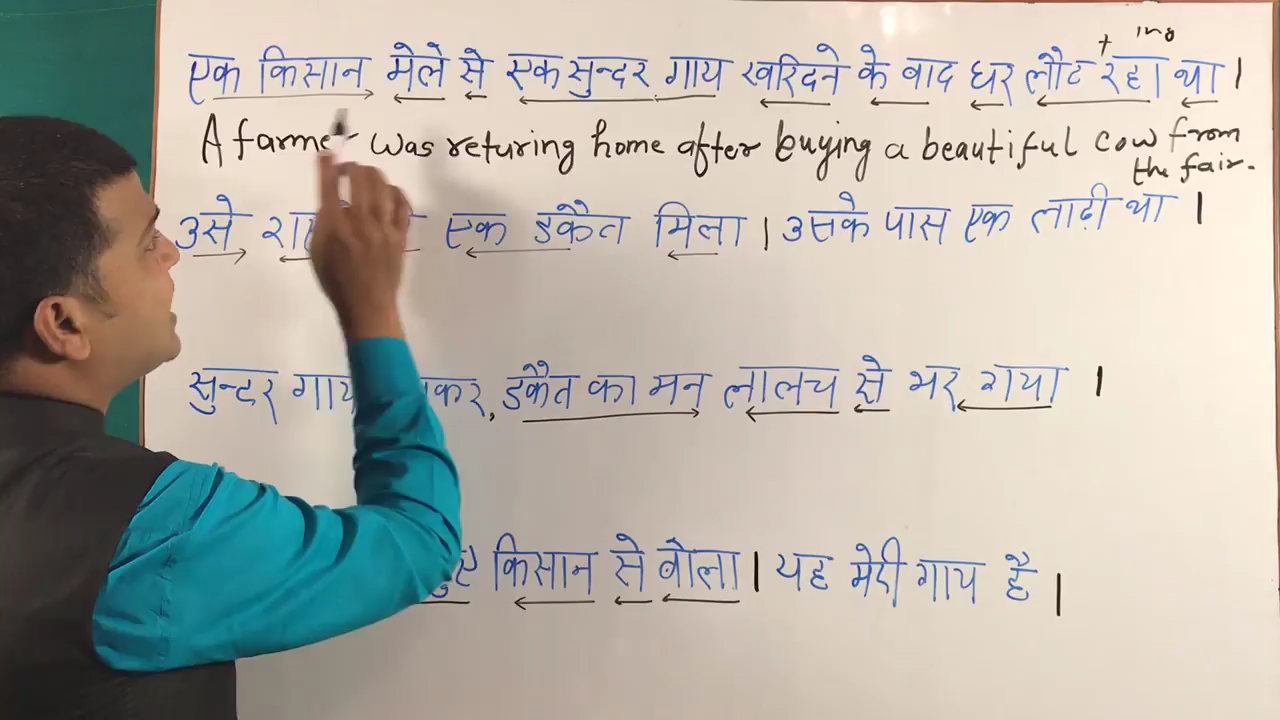 + ing
एक किसान मेले से एक सुन्दर गाय खरिदने के बाद घर लौट रहा था |
A farmer was returing home after buying a beautiful cow from
the fair.
उसे एक डकैत मिला | उसके पास एक लाठी था |
सुन्दर गाय डकैत का मन लालच से भर गया |
किसान से बोला | यह मेरी गाय है |